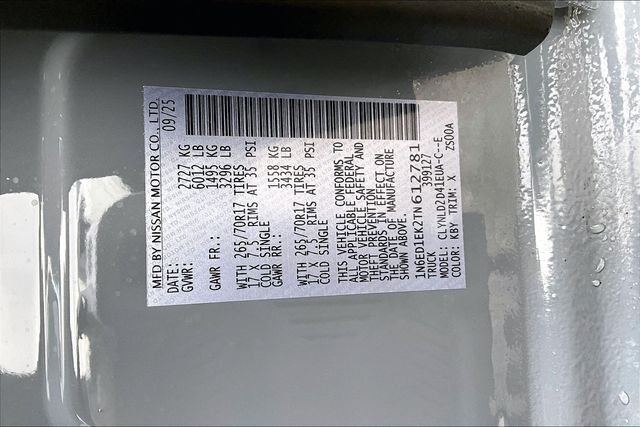 MFD BY NISSAN MOTOR CO., LTD.
DATE: 09/25
GVWR: 2727 KG
6012 LB
GAWR FR.: 1495 KG
3296 LB
WITH 265/70R17 TIRES
17 X 7.5 RIMS AT 35 PSI
COLD SINGLE
GAWR RR.: 1558 KG
3434 LB
WITH 265/70R17 TIRES
17 X 7.5 RIMS AT 35 PSI
COLD SINGLE
THIS VEHICLE CONFORMS TO
ALL APPLICABLE FEDERAL
MOTOR VEHICLE SAFETY AND
THEFT PREVENTION
STANDARDS IN EFFECT ON
THE DATE OF MANUFACTURE
SHOWN ABOVE.
1N6ED1EK2TN612781
TRUCK 399127
MODEL: CLYNLD2D41EUA-C--E
COLOR: KBY TRIM: X ZS00A